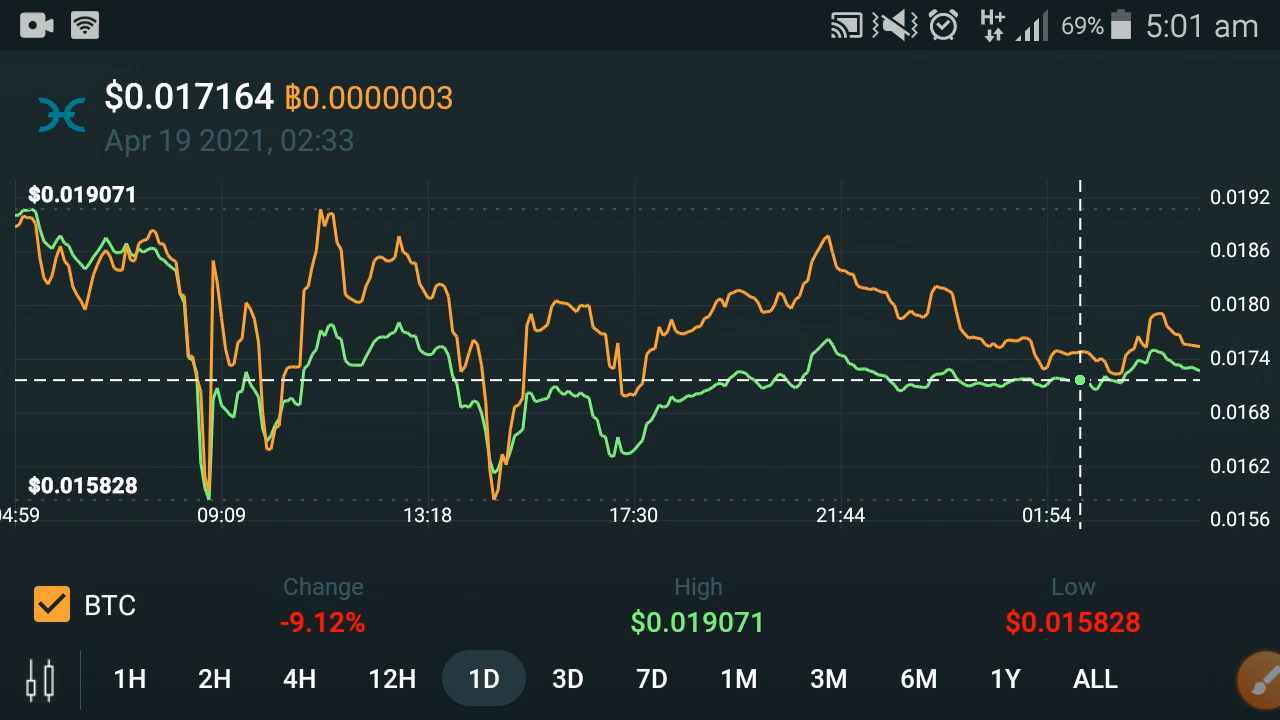 H+ 69% 5:01 am
$0.017164 ฿0.0000003
Apr 19 2021, 02:33
$0.019071
0.0192
0.0186
0.0180
0.0174
0.0168
0.0162
$0.015828
0.0156
04:59 09:09 13:18 17:30 21:44 01:54
BTC
Change High Low
-9.12% $0.019071 $0.015828
1H 2H 4H 12H 1D 3D 7D 1M 3M 6M 1Y ALL